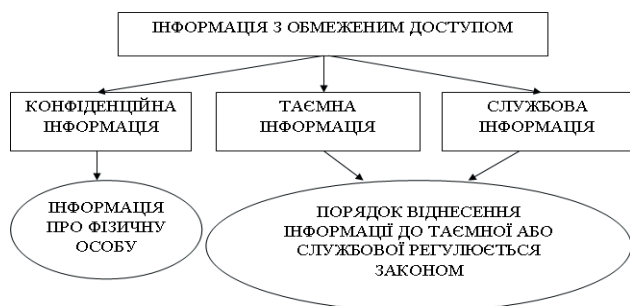 ІНФОРМАЦІЯ З ОБМЕЖЕНИМ ДОСТУПОМ
КОНФІДЕНЦІЙНА
ІНФОРМАЦІЯ
ТАЄМНА
ІНФОРМАЦІЯ
СЛУЖБОВА
ІНФОРМАЦІЯ
ІНФОРМАЦІЯ
ПРО ФІЗИЧНУ
ОСОБУ
ПОРЯДОК ВІДНЕСЕННЯ
ІНФОРМАЦІЇ ДО ТАЄМНОЇ АБО
СЛУЖБОВОЇ РЕГУЛЮЄТЬСЯ
ЗАКОНОМ